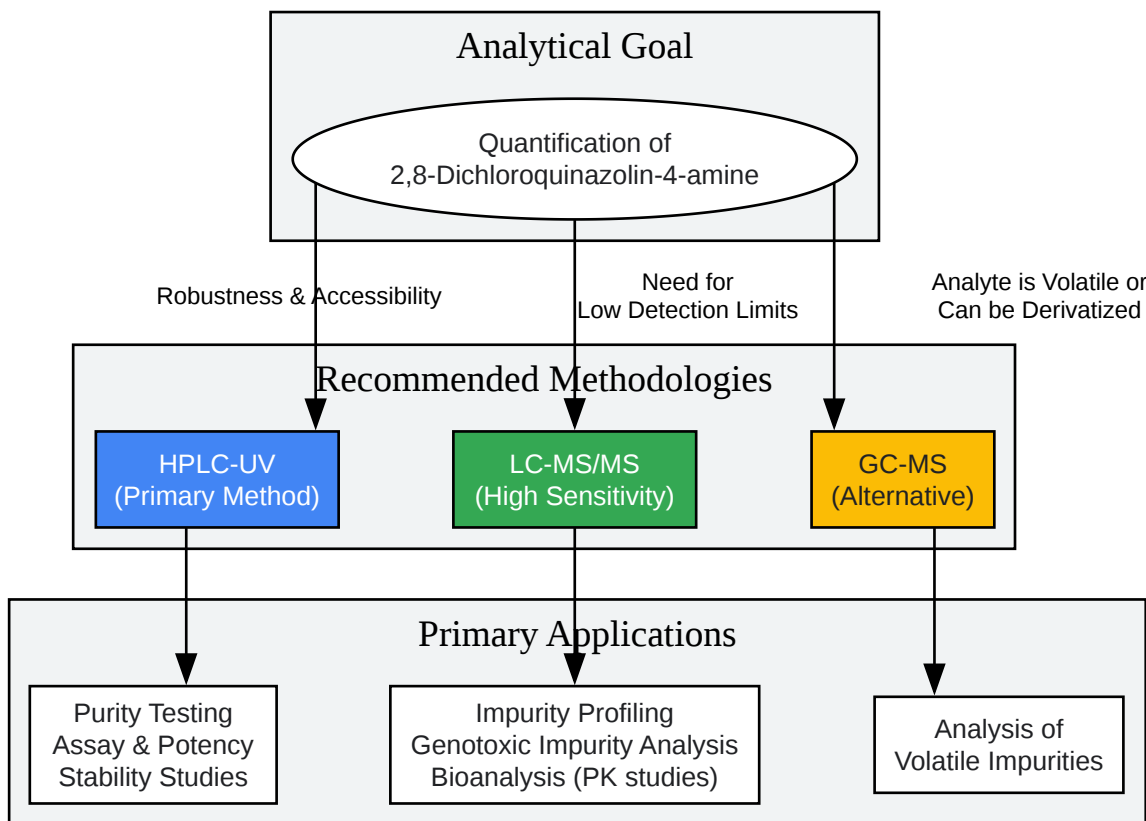 Analytical Goal
Quantification of
2,8-Dichloroquinazolin-4-amine
Robustness & Accessibility
Need for
Low Detection Limits
Analyte is Volatile or
Can be Derivatized
Recommended Methodologies
HPLC-UV
(Primary Method)
LC-MS/MS
(High Sensitivity)
GC-MS
(Alternative)
Primary Applications
Purity Testing
Assay & Potency
Stability Studies
Impurity Profiling
Genotoxic Impurity Analysis
Bioanalysis (PK studies)
Analysis of
Volatile Impurities